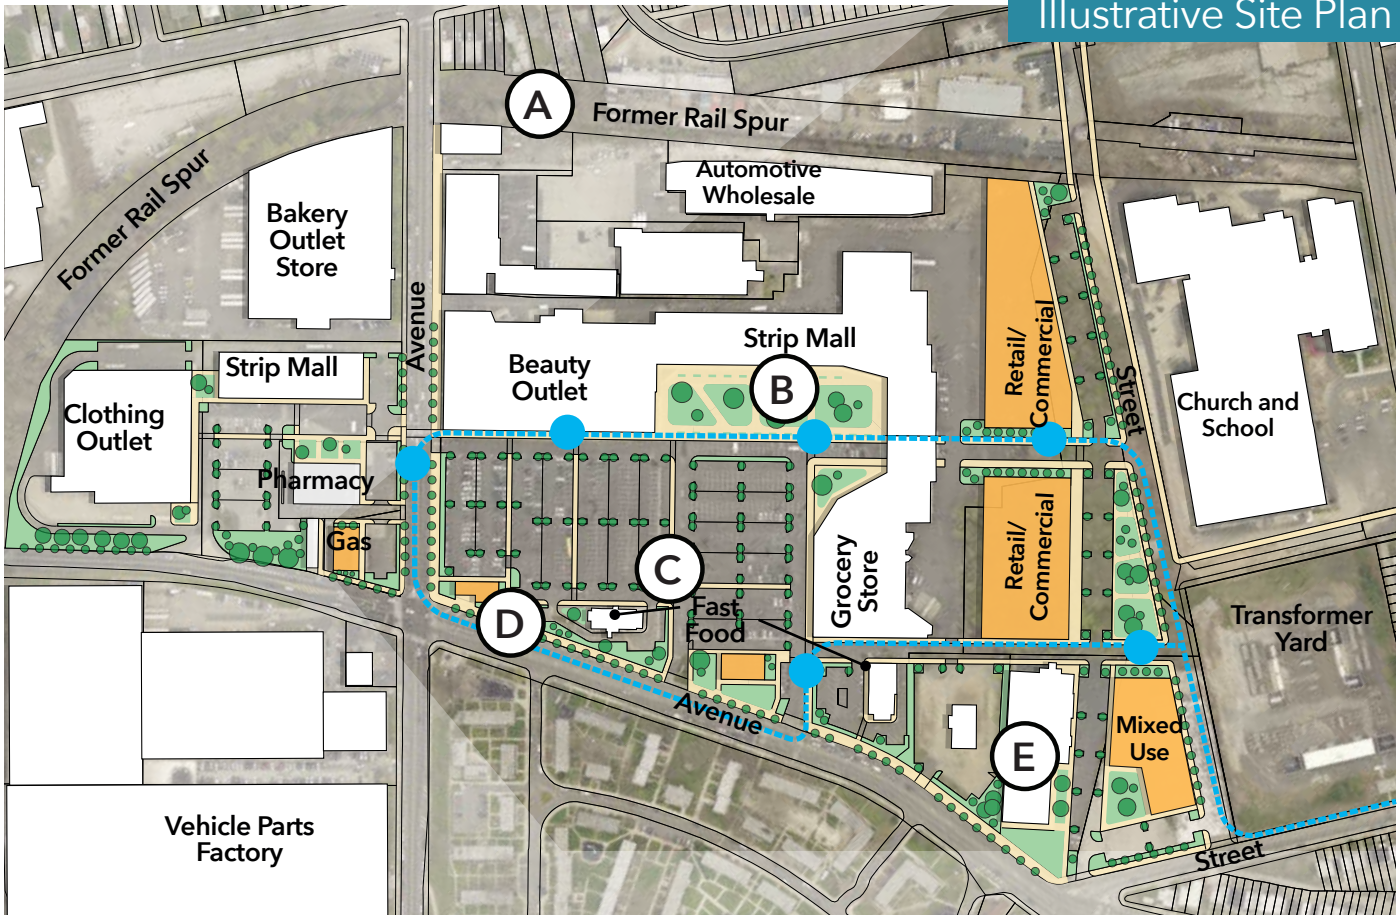 Illustrative Site Plan
A
Former Rail Spur
Former Rail Spur
Automotive
Wholesale
Bakery
Outlet
Store
Avenue
Strip Mall
Strip Mall
Beauty
Outlet
B
Retail/
Commercial
Street
Clothing
Outlet
Church and
School
Pharmacy
Gas
C
Grocery
Store
Retail/
Commercial
D
Fast
Food
Transformer
Yard
Avenue
E
Mixed
Use
Vehicle Parts
Factory
Street